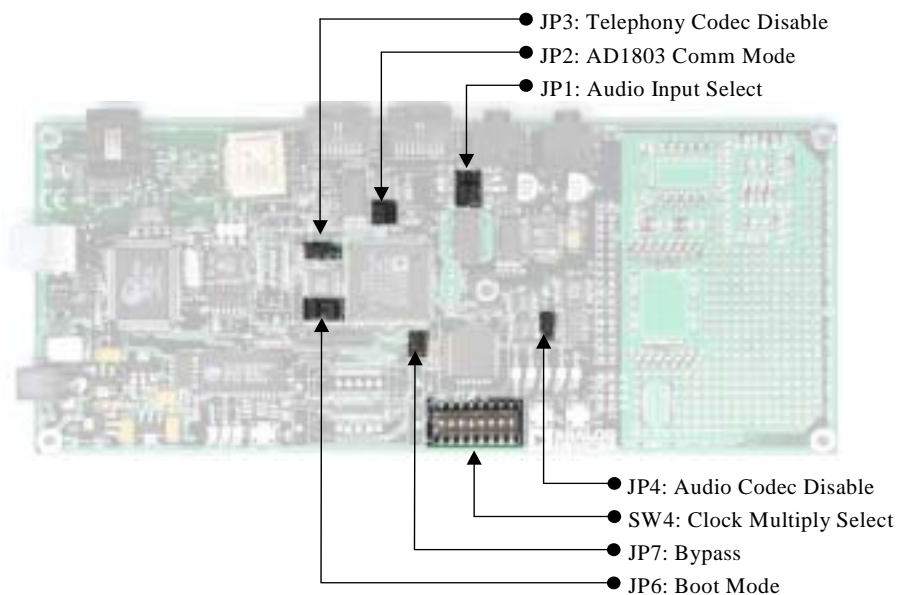 JP3: Telephony Codec Disable
JP2: AD1803 Comm Mode
JP1: Audio Input Select
JP4: Audio Codec Disable
SW4: Clock Multiply Select
JP7: Bypass
JP6: Boot Mode